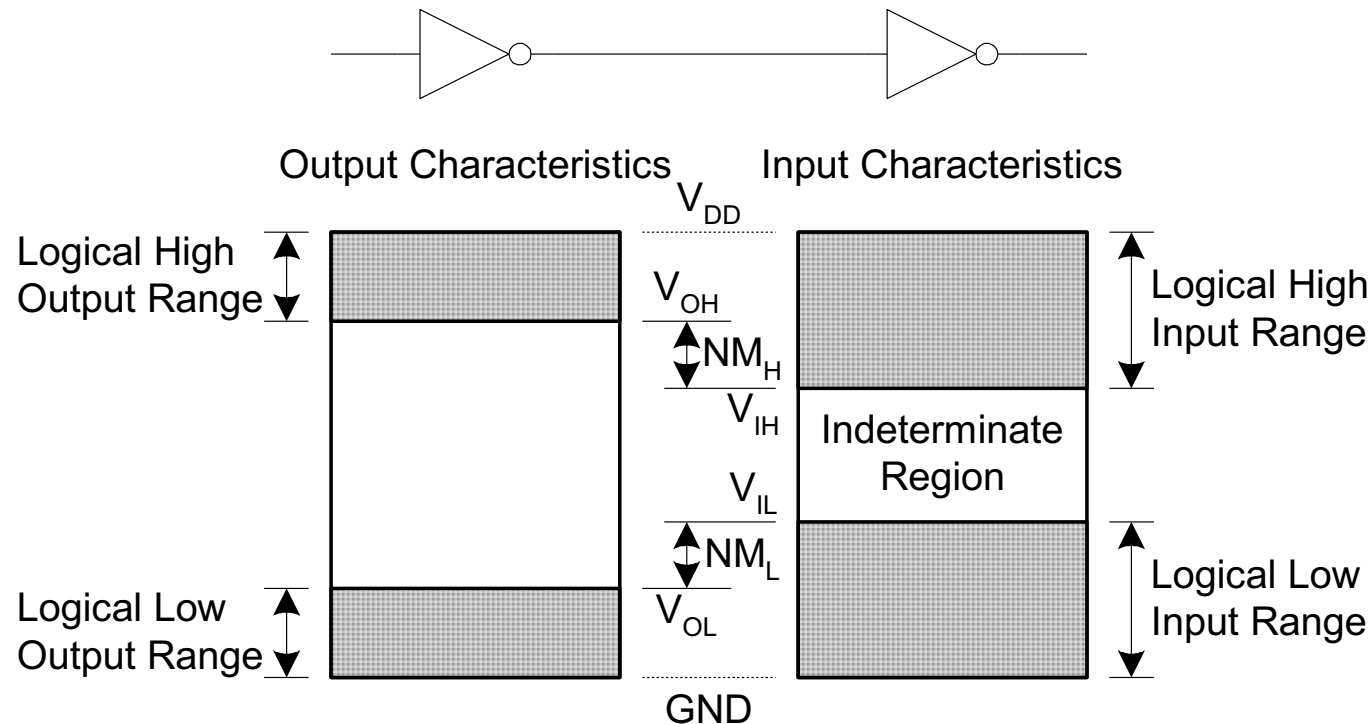 Output Characteristics
Input Characteristics
V_DD
Logical High
Output Range
V_OH
NM_H
V_IH
Logical High
Input Range
Indeterminate
Region
V_IL
NM_L
V_OL
Logical Low
Output Range
Logical Low
Input Range
GND